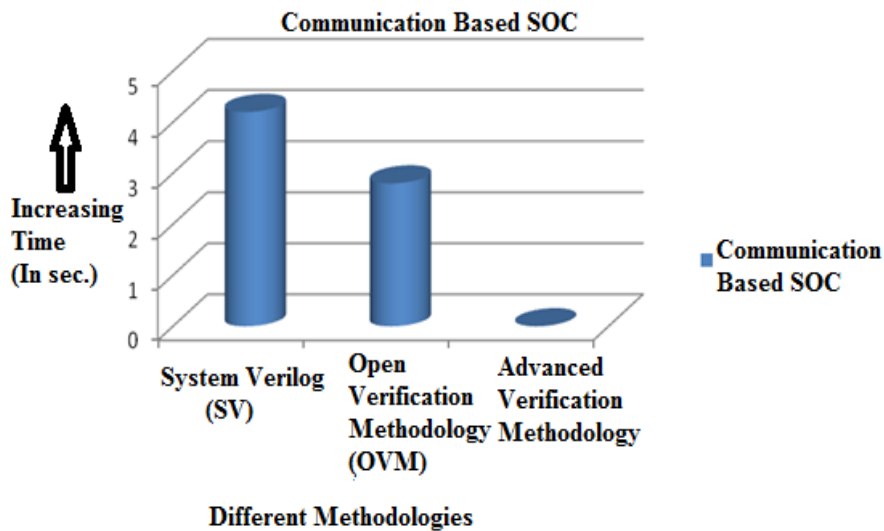 Communication Based SOC
5
4
3
2
1
0
Increasing
Time
(In sec.)
System Verilog
(SV)
Open
Verification
Methodology
(OVM)
Advanced
Verification
Methodology
Different Methodologies
Communication
Based SOC